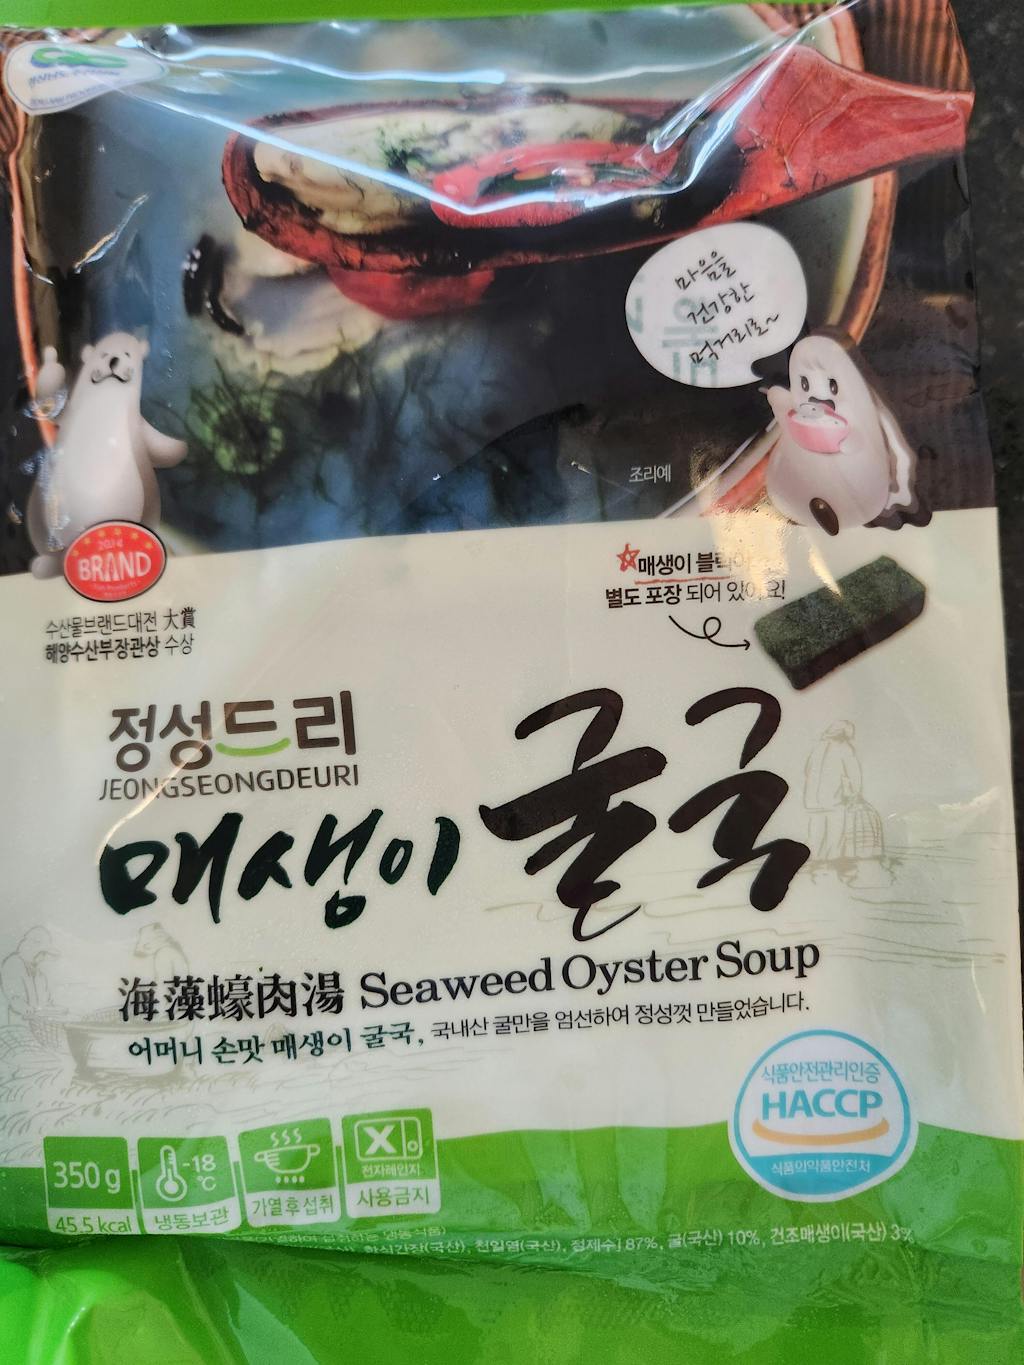 마음을
건강한
먹거리로~
조리예
2014
BRAND
수산물브랜드대전 大賞
해양수산부장관상 수상
매생이 블럭이
별도 포장 되어 있어요!
정성드리
JEONGSEONGDEURI
매생이 굴국
海藻蠔肉湯 Seaweed Oyster Soup
어머니 손맛 매생이 굴국, 국내산 굴만을 엄선하여 정성껏 만들었습니다.
식품안전관리인증
HACCP
식품의약품안전처
350g
45.5 kcal
-18
℃
냉동보관
가열 후 섭취
X
전자레인지
사용금지
천일염(국산), 정제수] 87%, 굴(국산) 10%, 건조매생이(국산) 3%